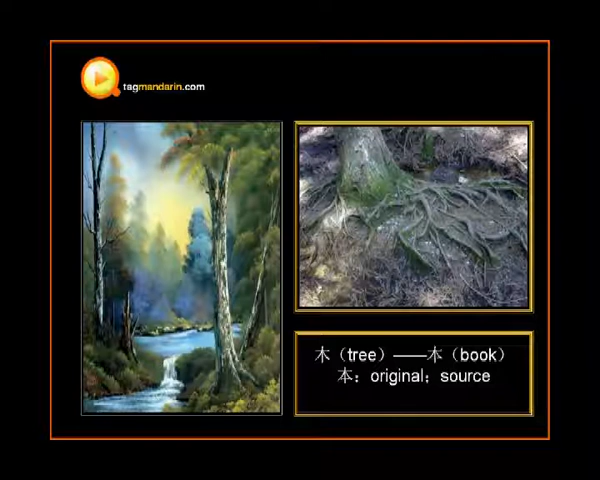 tagmandarin.com
木（tree）——本（book）
本：original；source